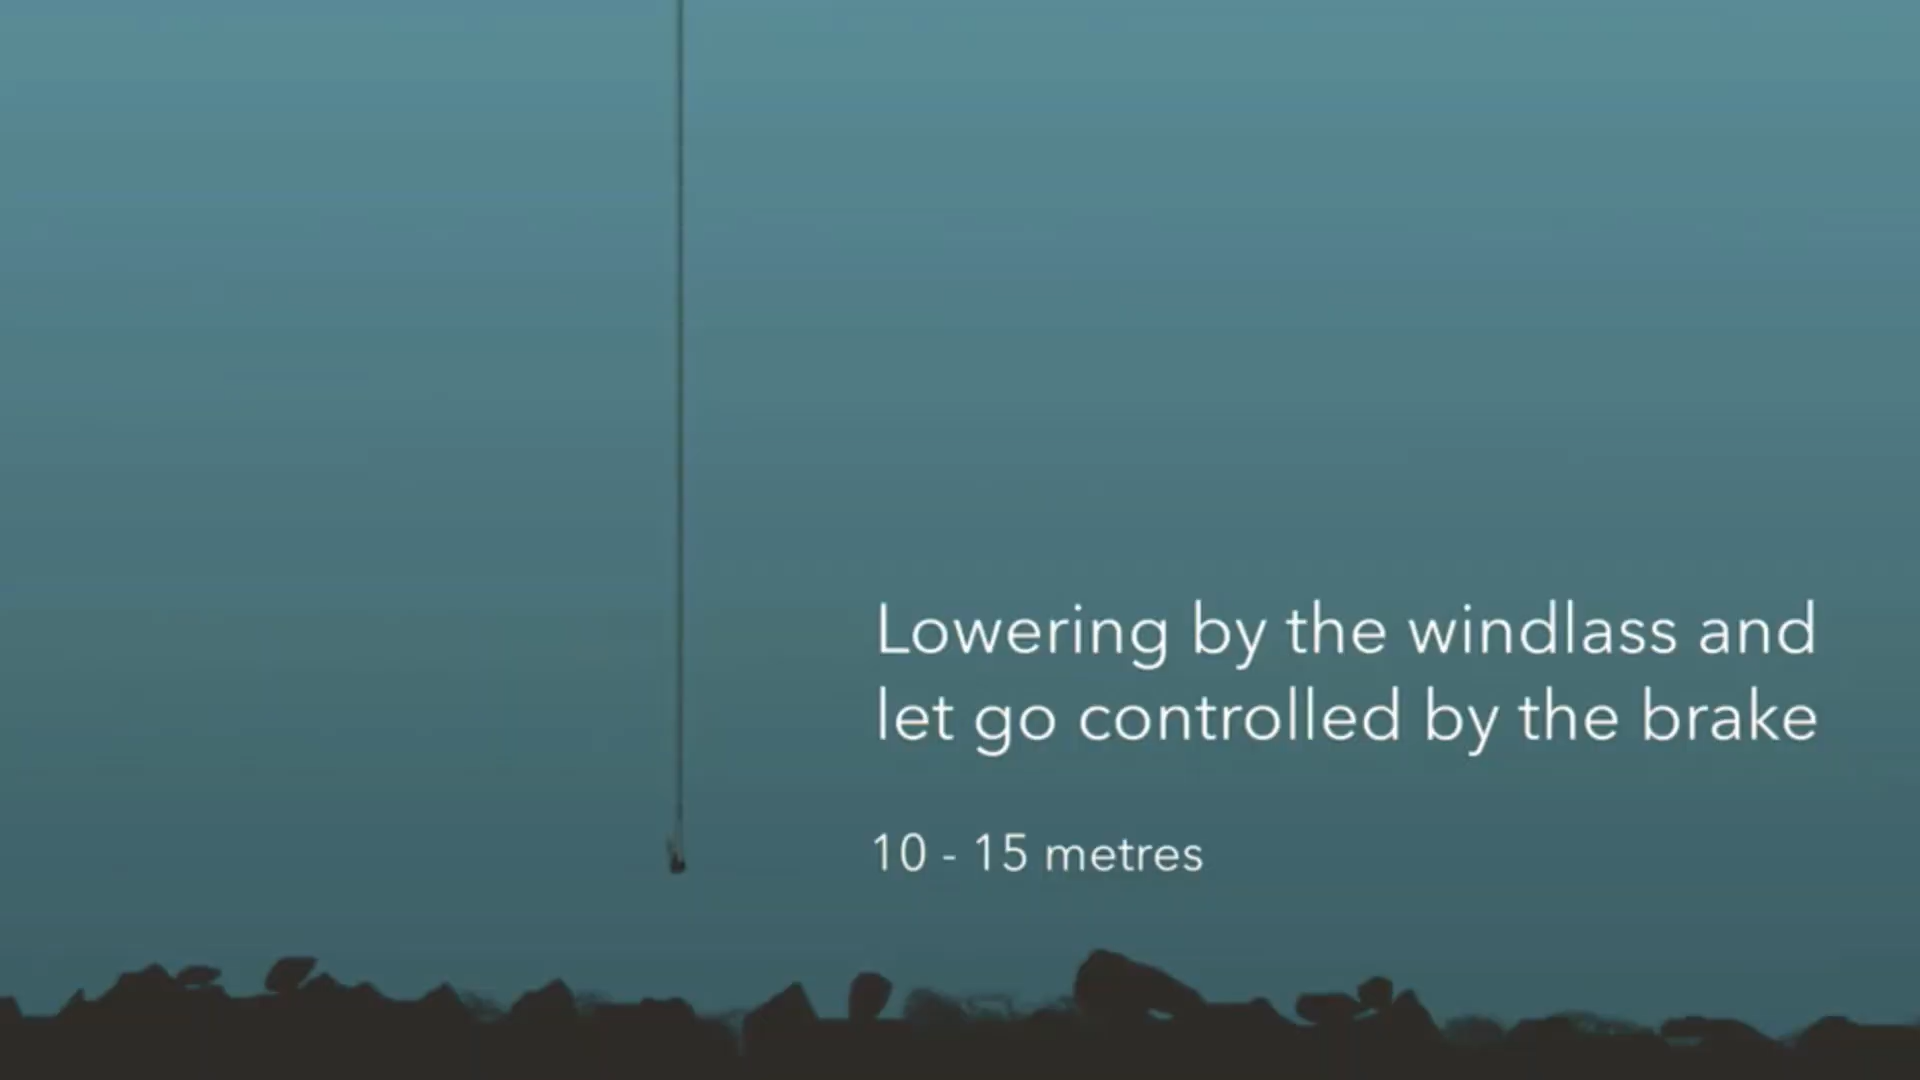 Lowering by the windlass and
let go controlled by the brake
10 - 15 metres